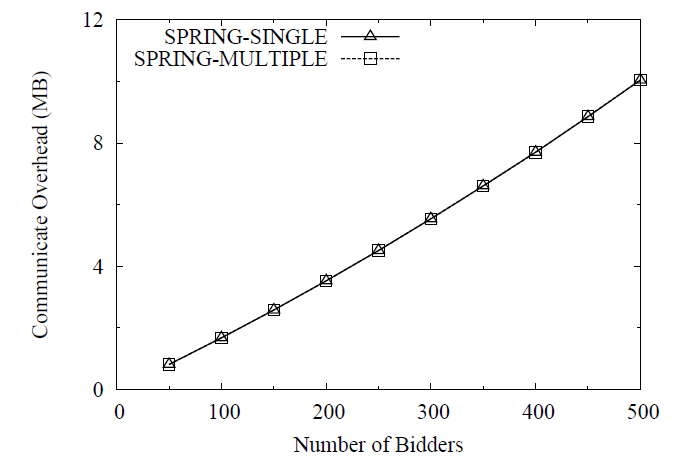 12
SPRING-SINGLE
SPRING-MULTIPLE
8
Communicate Overhead (MB)
4
0
0 100 200 300 400 500
Number of Bidders